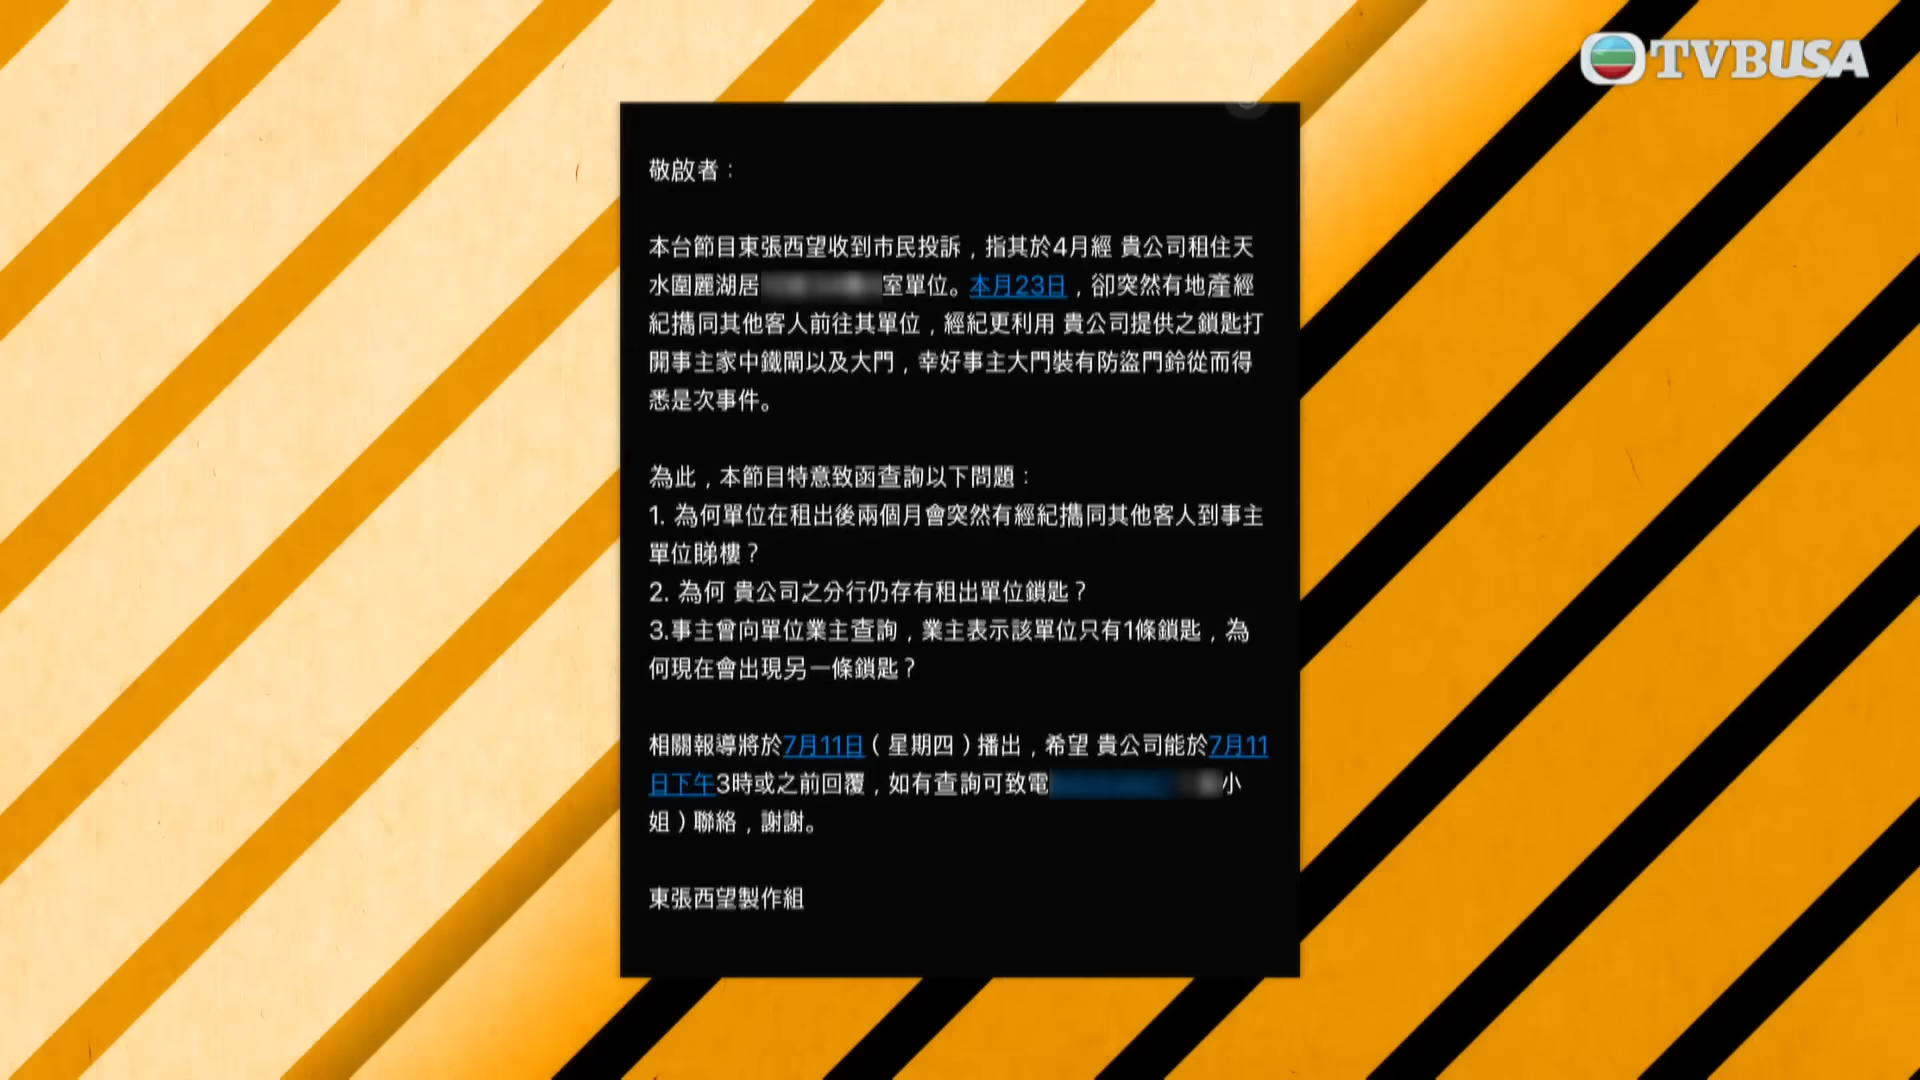 TVBUSA
敬啟者：
本台節目東張西望收到市民投訴，指其於4月經 貴公司租住天
水圍麗湖居室單位。本月23日，卻突然有地產經
紀攜同其他客人前往其單位，經紀更利用 貴公司提供之鎖匙打
開事主家中鐵閘以及大門，幸好事主大門裝有防盜門鈴從而得
悉是次事件。
為此，本節目特意致函查詢以下問題：
1. 為何單位在租出後兩個月會突然有經紀攜同其他客人到事主
單位睇樓？
2. 為何 貴公司之分行仍存有租出單位鎖匙？
3.事主曾向單位業主查詢，業主表示該單位只有1條鎖匙，為
何現在會出現另一條鎖匙？
相關報導將於7月11日（星期四）播出，希望 貴公司能於7月11
日下午3時或之前回覆，如有查詢可致電小
姐）聯絡，謝謝。
東張西望製作組